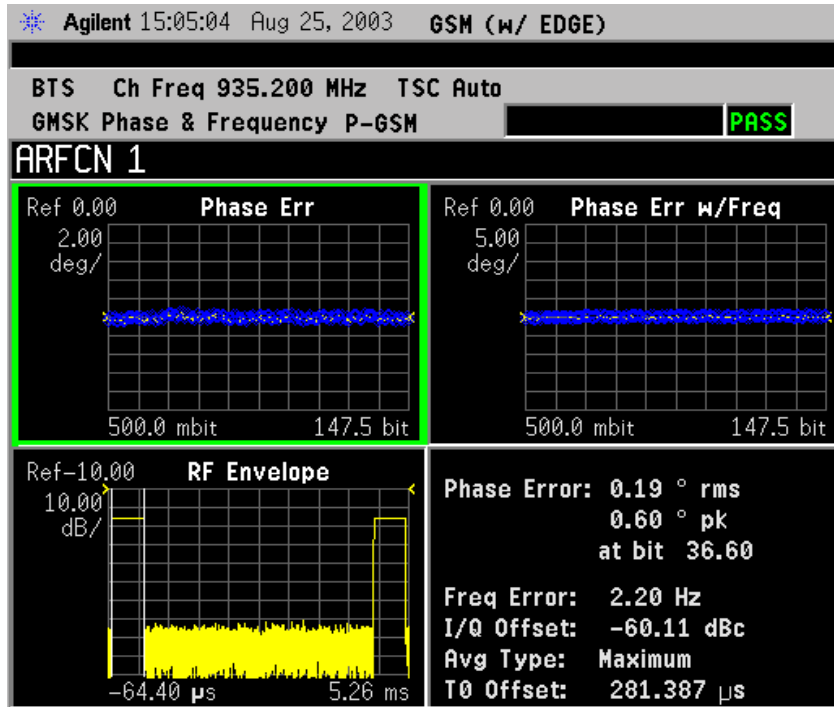 Agilent 15:05:04 Aug 25, 2003 GSM (w/ EDGE)
BTS Ch Freq 935.200 MHz TSC Auto
GMSK Phase & Frequency P-GSM PASS
ARFCN 1
Ref 0.00 Phase Err
2.00
deg/
500.0 mbit 147.5 bit
Ref 0.00 Phase Err w/Freq
5.00
deg/
500.0 mbit 147.5 bit
Ref-10.00 RF Envelope
10.00
dB/
-64.40 µs 5.26 ms
Phase Error: 0.19 ° rms
0.60 ° pk
at bit 36.60
Freq Error: 2.20 Hz
I/Q Offset: -60.11 dBc
Avg Type: Maximum
T0 Offset: 281.387 µs